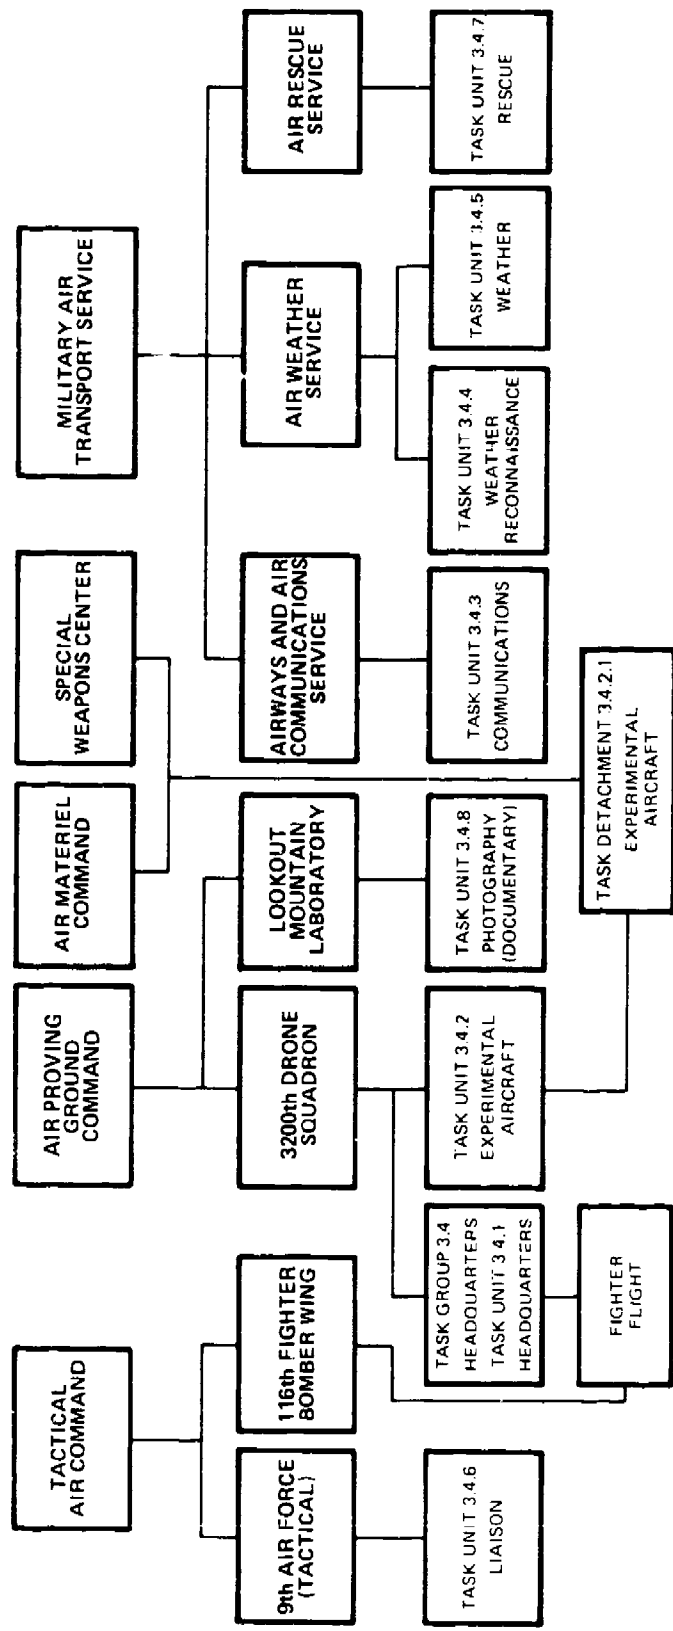 TACTICAL
AIR COMMAND
AIR PROVING
GROUND
COMMAND
AIR MATERIEL
COMMAND
SPECIAL
WEAPONS CENTER
MILITARY AIR
TRANSPORT SERVICE
9th AIR FORCE
(TACTICAL)
116th FIGHTER
BOMBER WING
3200th DRONE
SQUADRON
LOOKOUT
MOUNTAIN
LABORATORY
AIRWAYS AND AIR
COMMUNICATIONS
SERVICE
AIR WEATHER
SERVICE
AIR RESCUE
SERVICE
TASK UNIT 3.4.6
LIAISON
TASK GROUP 3.4
HEADQUARTERS
TASK UNIT 3.4.1
HEADQUARTERS
TASK UNIT 3.4.2
EXPERIMENTAL
AIRCRAFT
TASK UNIT 3.4.8
PHOTOGRAPHY
(DOCUMENTARY)
TASK UNIT 3.4.3
COMMUNICATIONS
TASK UNIT 3.4.4
WEATHER
RECONNAISSANCE
TASK UNIT 3.4.5
WEATHER
TASK UNIT 3.4.7
RESCUE
FIGHTER
FLIGHT
TASK DETACHMENT 3.4.2.1
EXPERIMENTAL
AIRCRAFT